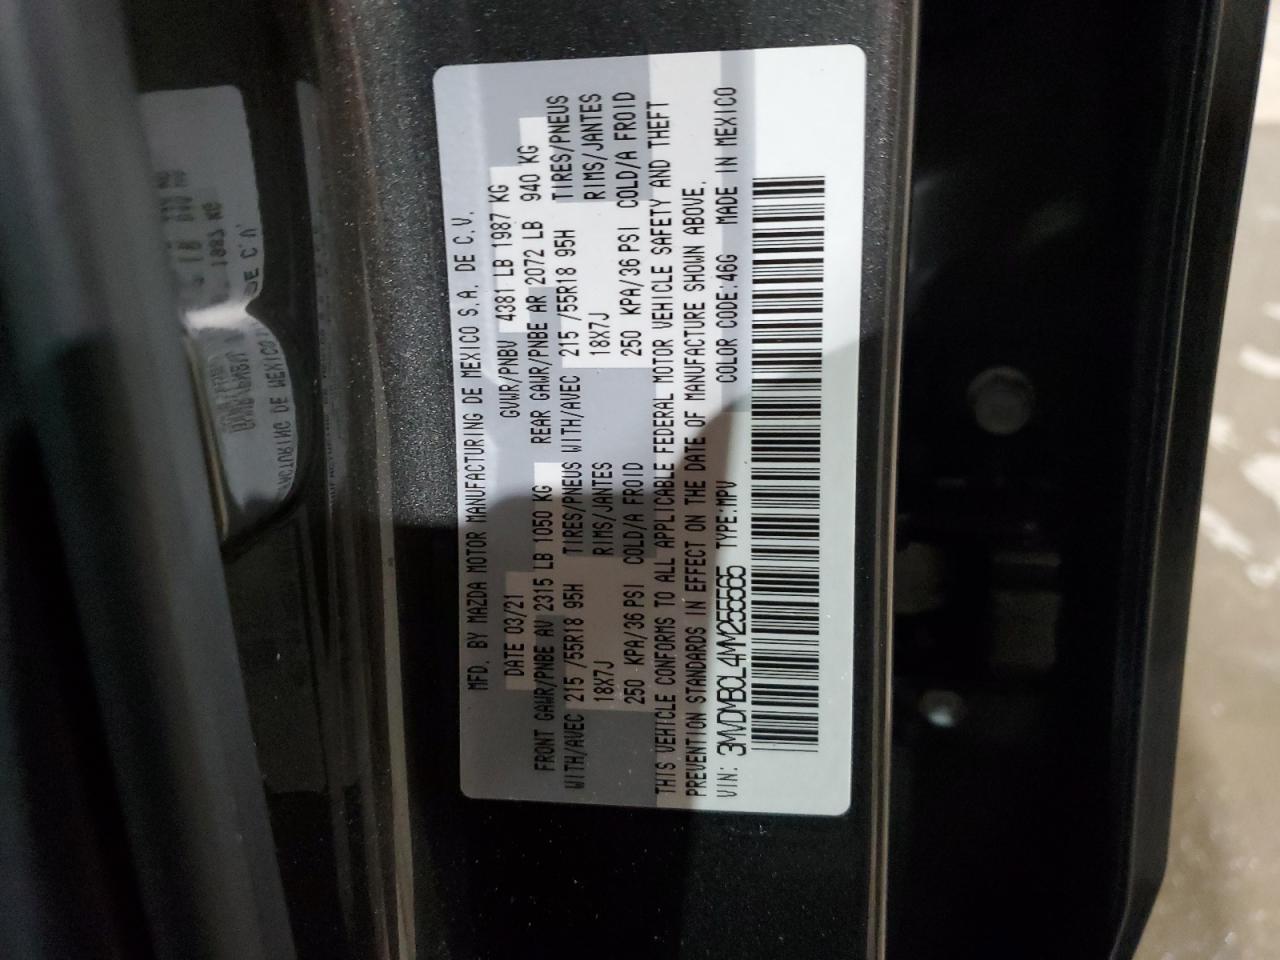 MFD. BY MAZDA MOTOR MANUFACTURING DE MEXICO S.A. DE C.V.
DATE 03/21 GVWR/PNBV 4381 LB 1987 KG
FRONT GAWR/PNBE AV 2315 LB 1050 KG REAR GAWR/PNBE AR 2072 LB 940 KG
WITH/AVEC 215 /55R18 95H TIRES/PNEUS WITH/AVEC 215 /55R18 95H TIRES/PNEUS
18X7J RIMS/JANTES 18X7J RIMS/JANTES
250 KPA/36 PSI COLD/A FROID 250 KPA/36 PSI COLD/A FROID
THIS VEHICLE CONFORMS TO ALL APPLICABLE FEDERAL MOTOR VEHICLE SAFETY AND THEFT
PREVENTION STANDARDS IN EFFECT ON THE DATE OF MANUFACTURE SHOWN ABOVE.
VIN: 3MVDMBCL4MM255565 TYPE:MPV COLOR CODE:46G MADE IN MEXICO